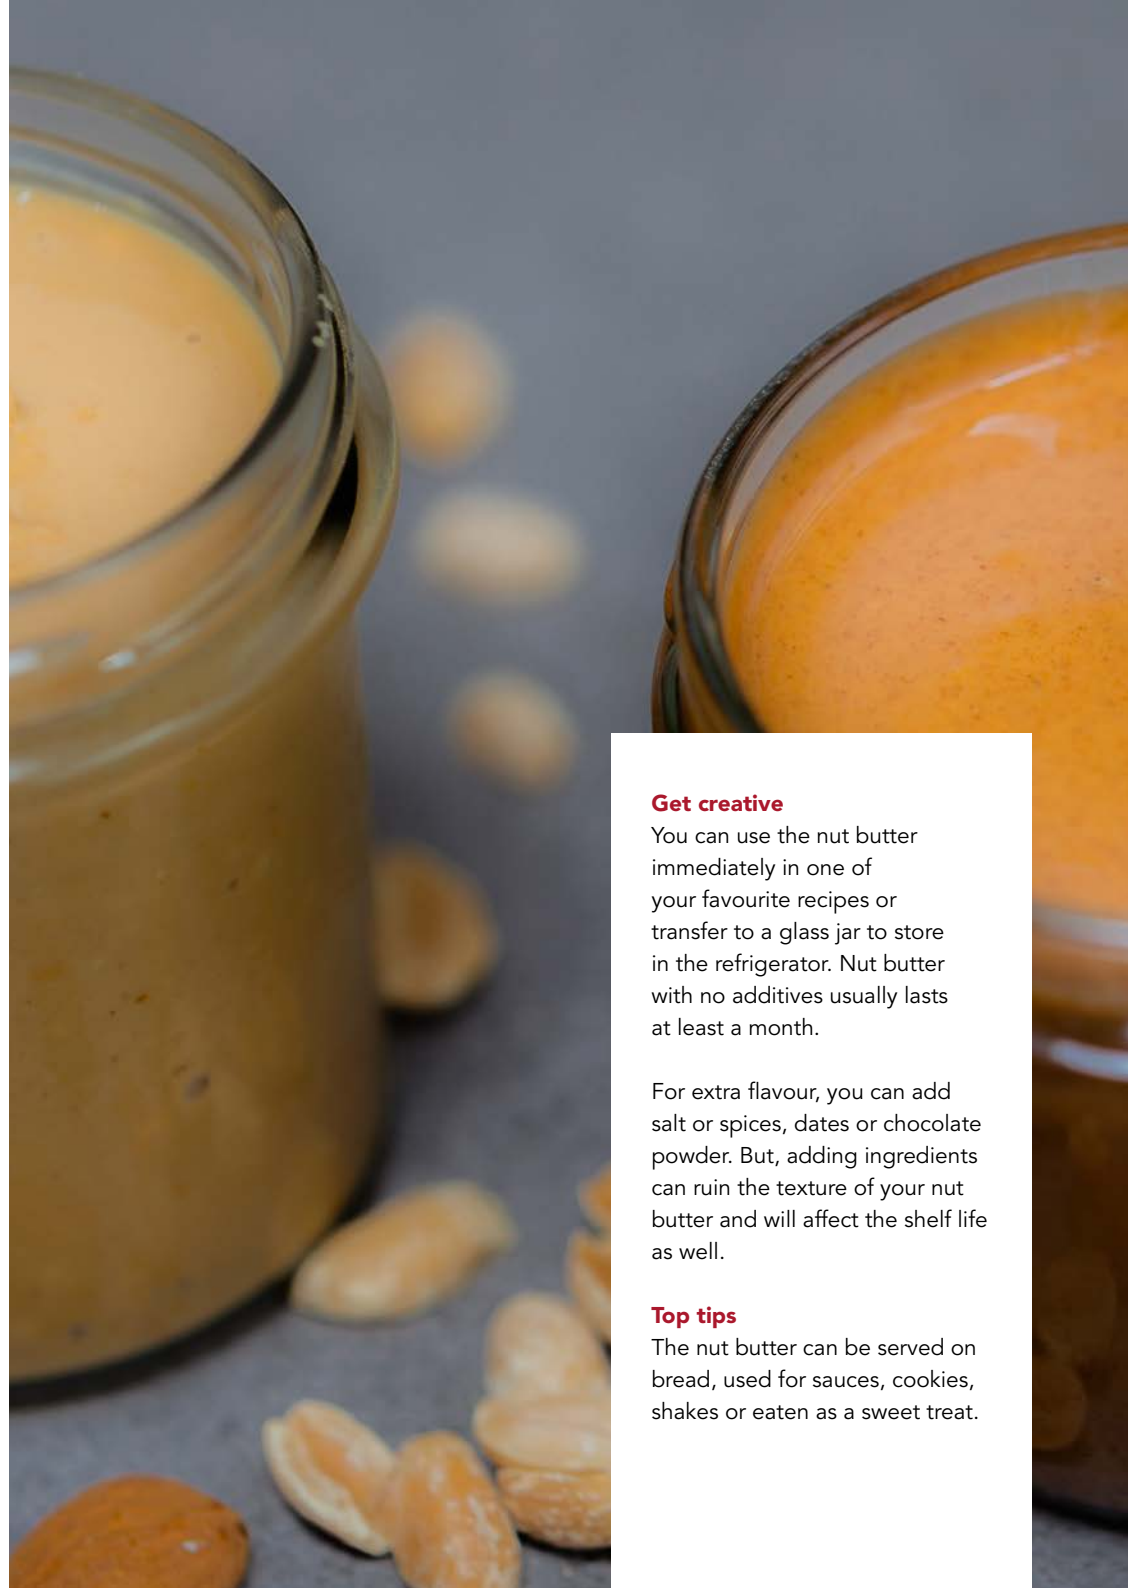 Get creative
You can use the nut butter
immediately in one of
your favourite recipes or
transfer to a glass jar to store
in the refrigerator. Nut butter
with no additives usually lasts
at least a month.
For extra flavour, you can add
salt or spices, dates or chocolate
powder. But, adding ingredients
can ruin the texture of your nut
butter and will affect the shelf life
as well.
Top tips
The nut butter can be served on
bread, used for sauces, cookies,
shakes or eaten as a sweet treat.